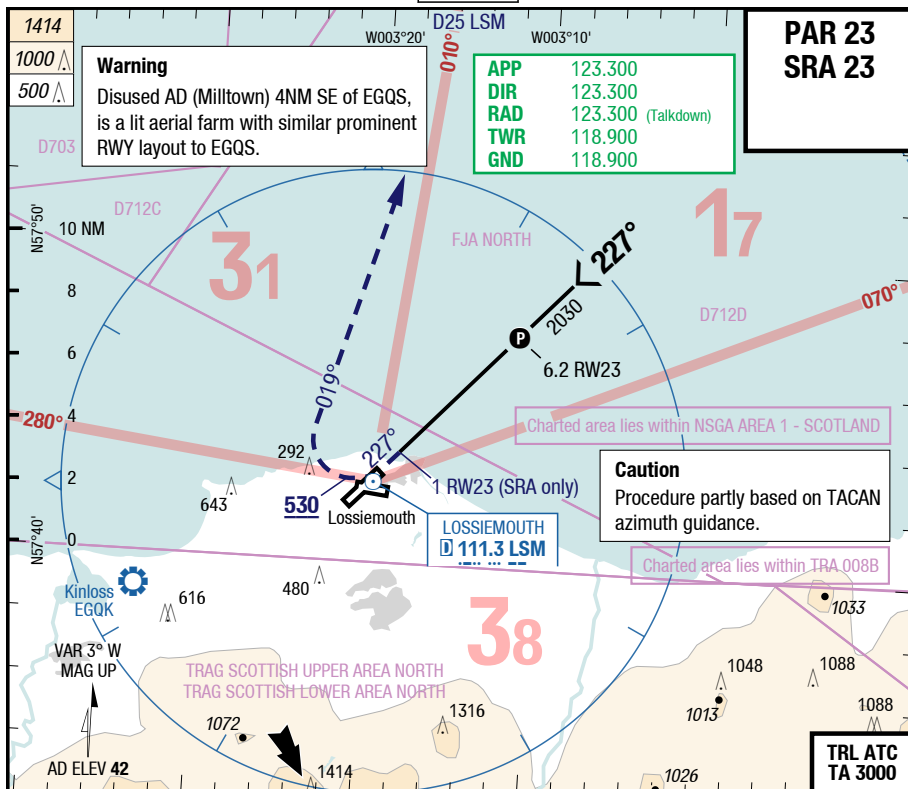 D25 LSM
1414
1000
500
W003°20'
W003°10'
PAR 23
SRA 23
Warning
Disused AD (Milltown) 4NM SE of EGQS,
is a lit aerial farm with similar prominent
RWY layout to EGQS.
010°
APP 123.300
DIR 123.300
RAD 123.300 (Talkdown)
TWR 118.900
GND 118.900
D703
D712C
N57°50'
10 NM
31
FJA NORTH
17
227°
8
2030
070°
D712D
6
P
6.2 RW23
019°
4
280°
Charted area lies within NSGA AREA 1 - SCOTLAND
292
227°
2
643
530
1 RW23 (SRA only)
Lossiemouth
Caution
Procedure partly based on TACAN
azimuth guidance.
LOSSIEMOUTH
D 111.3 LSM
N57°40'
0
Charted area lies within TRA 008B
Kinloss
EGQK
616
480
1033
38
VAR 3° W
MAG UP
TRAG SCOTTISH UPPER AREA NORTH
TRAG SCOTTISH LOWER AREA NORTH
1048
1088
1013
1088
1072
1316
AD ELEV 42
1414
1026
TRL ATC
TA 3000